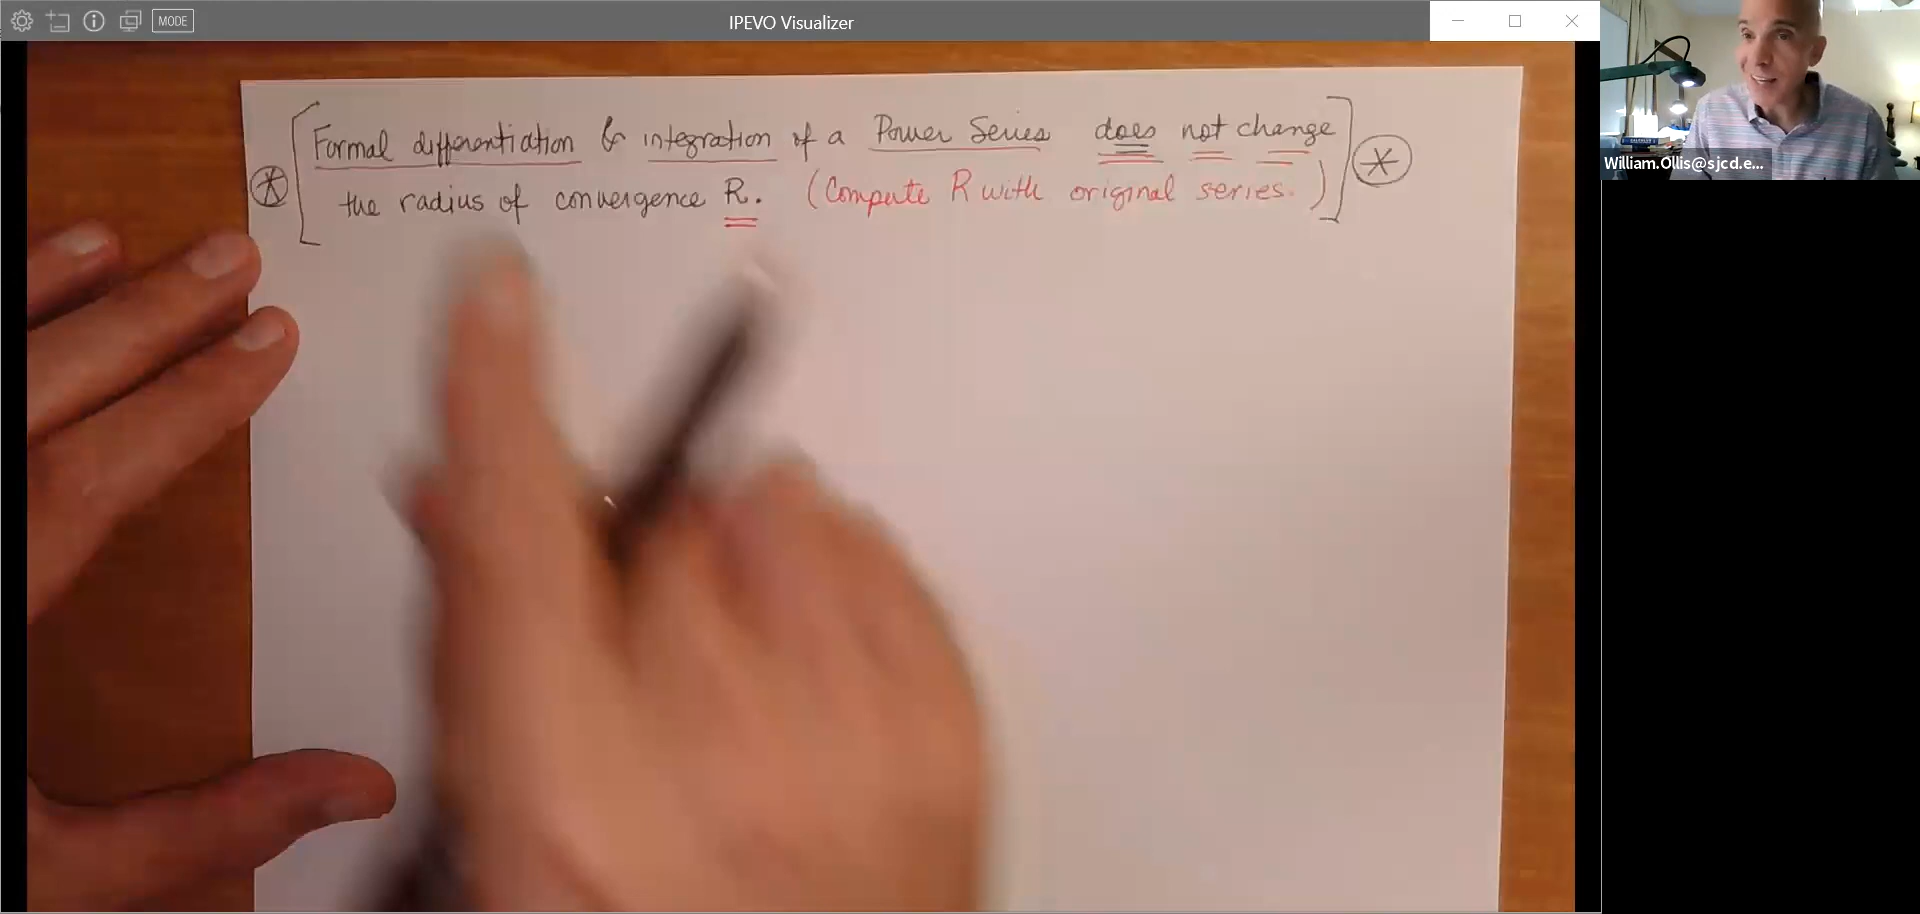 MODE
IPEVO Visualizer
Formal differentiation & integration of a Power Series does not change
the radius of convergence R. (Compute R with original series.)
William.Ollis@sjcd.e...